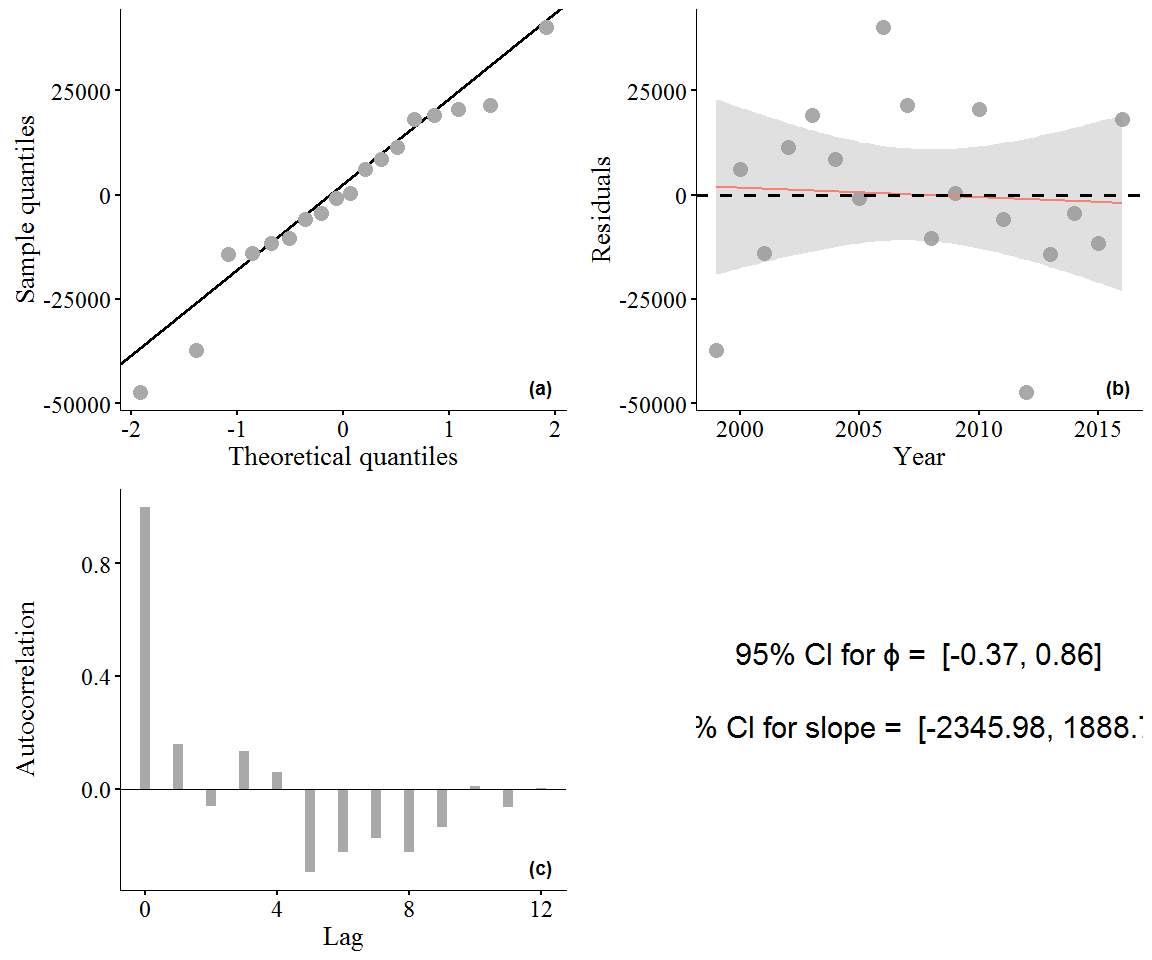 25000
0
-25000
-50000
Sample quantiles
-2
-1
0
1
2
Theoretical quantiles
(a)
25000
0
-25000
-50000
Residuals
2000
2005
2010
2015
Year
(b)
0.8
0.4
0.0
Autocorrelation
0
4
8
12
Lag
(c)
95% CI for ϕ = [-0.37, 0.86]
% CI for slope = [-2345.98, 1888.